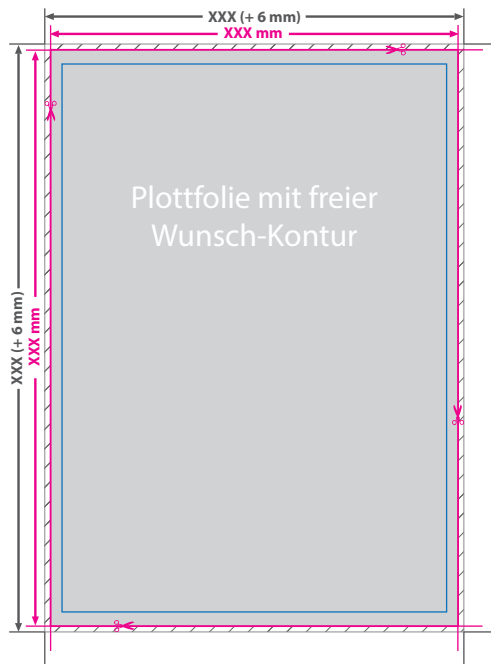 XXX (+ 6 mm)
XXX mm
Plottfolie mit freier
Wunsch-Kontur
XXX (+ 6 mm)
XXX mm